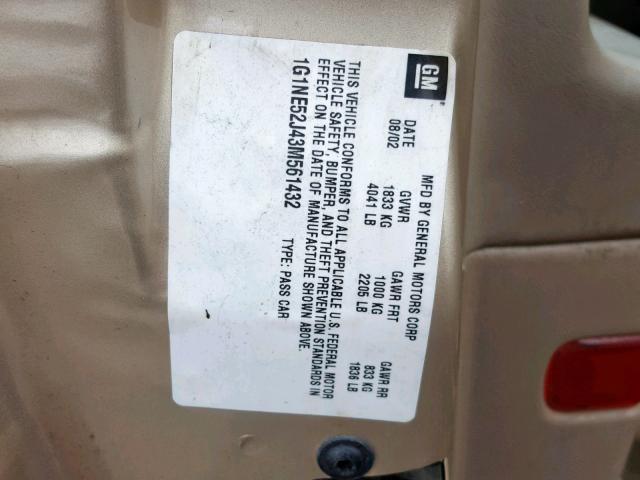 GM
MFD BY GENERAL MOTORS CORP
DATE GVWR GAWR FRT GAWR RR
08/02 1833 KG 1000 KG 833 KG
4041 LB 2205 LB 1836 LB
THIS VEHICLE CONFORMS TO ALL APPLICABLE U.S. FEDERAL MOTOR
VEHICLE SAFETY, BUMPER, AND THEFT PREVENTION STANDARDS IN
EFFECT ON THE DATE OF MANUFACTURE SHOWN ABOVE.
1G1NE52J43M561432 TYPE: PASS CAR